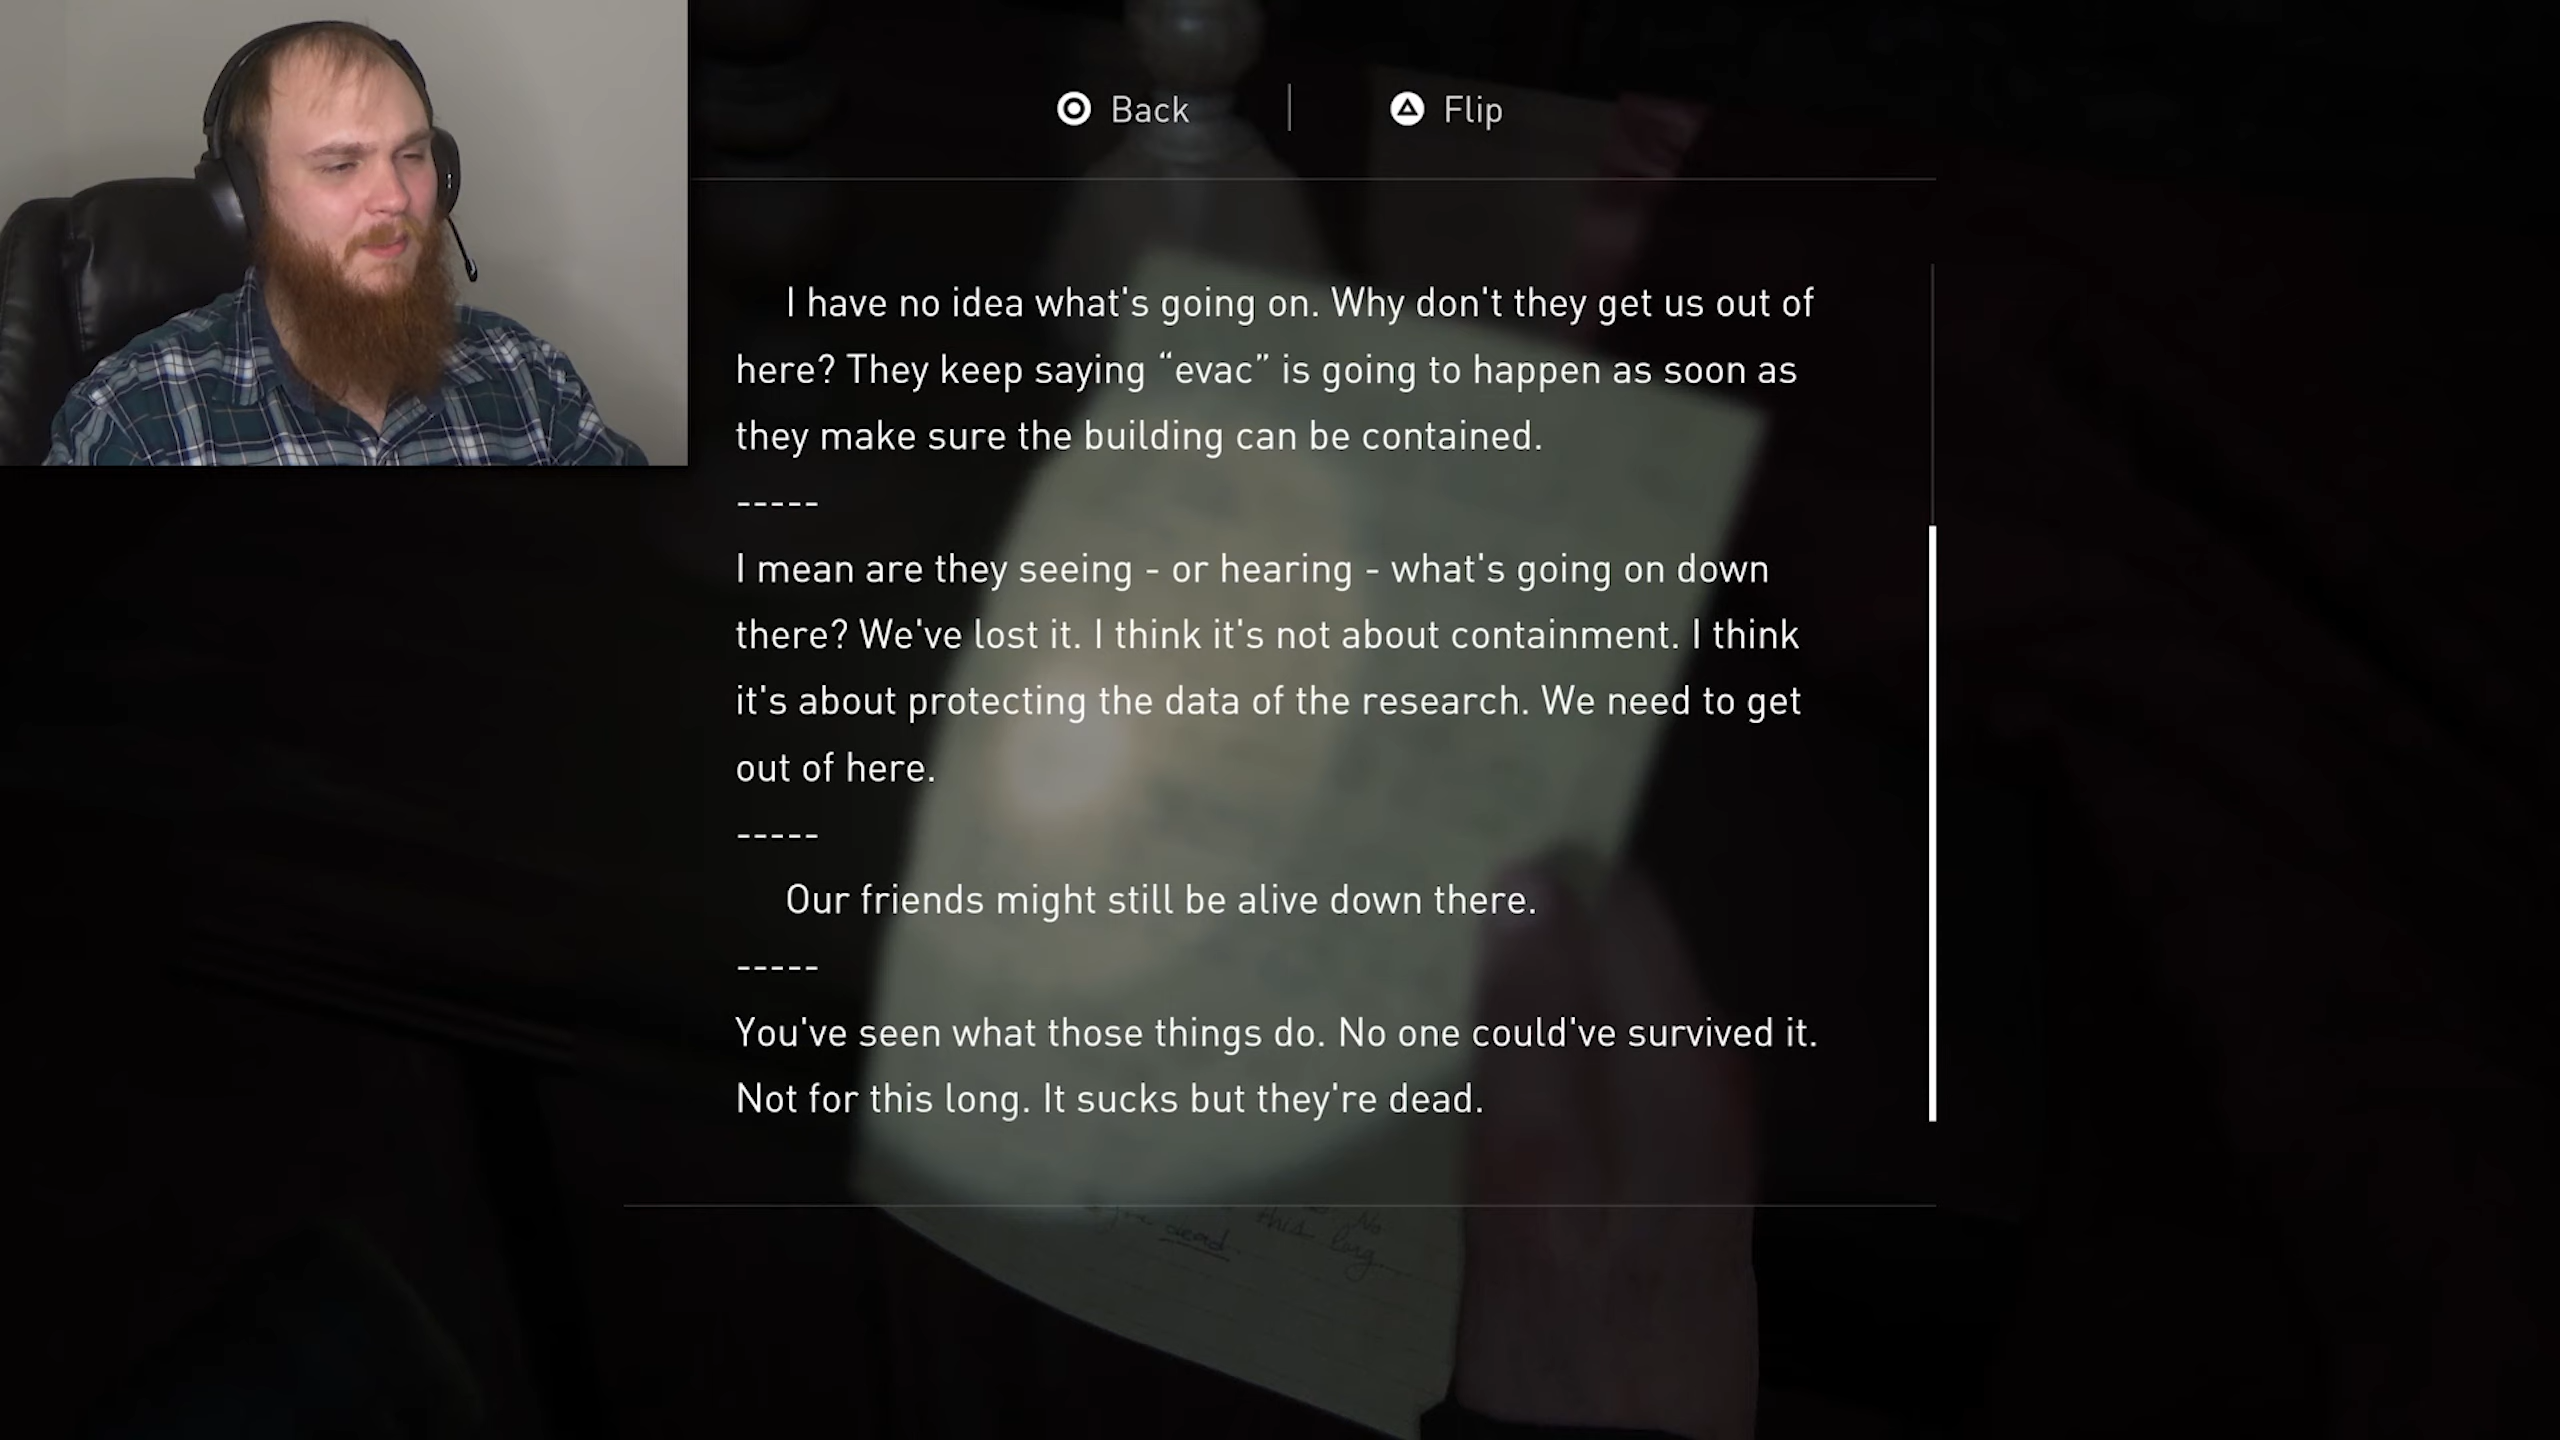 Back | Flip
I have no idea what's going on. Why don't they get us out of
here? They keep saying “evac” is going to happen as soon as
they make sure the building can be contained.
-----
I mean are they seeing - or hearing - what's going on down
there? We've lost it. I think it's not about containment. I think
it's about protecting the data of the research. We need to get
out of here.
-----
Our friends might still be alive down there.
-----
You've seen what those things do. No one could've survived it.
Not for this long. It sucks but they're dead.
No
this long
dead